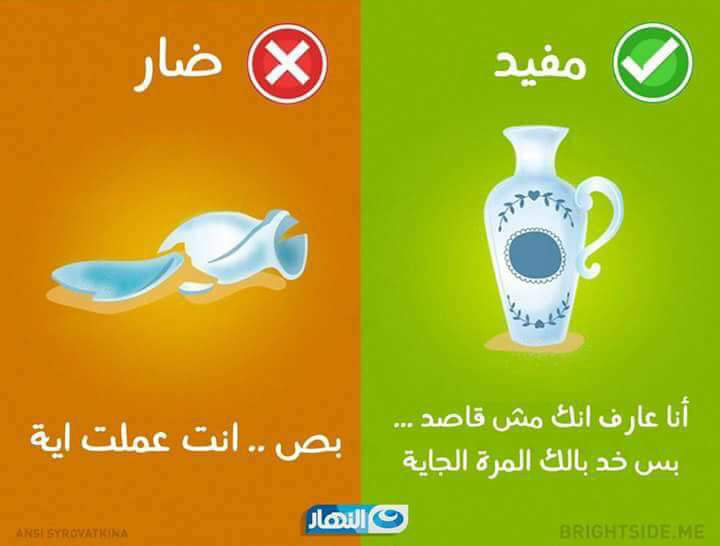 مفيد
ضار
أنا عارف انك مش قاصد ...
بس خد بالك المرة الجاية
بص .. انت عملت اية
النهار
ANSI SYROVATKINA
BRIGHTSIDE.ME